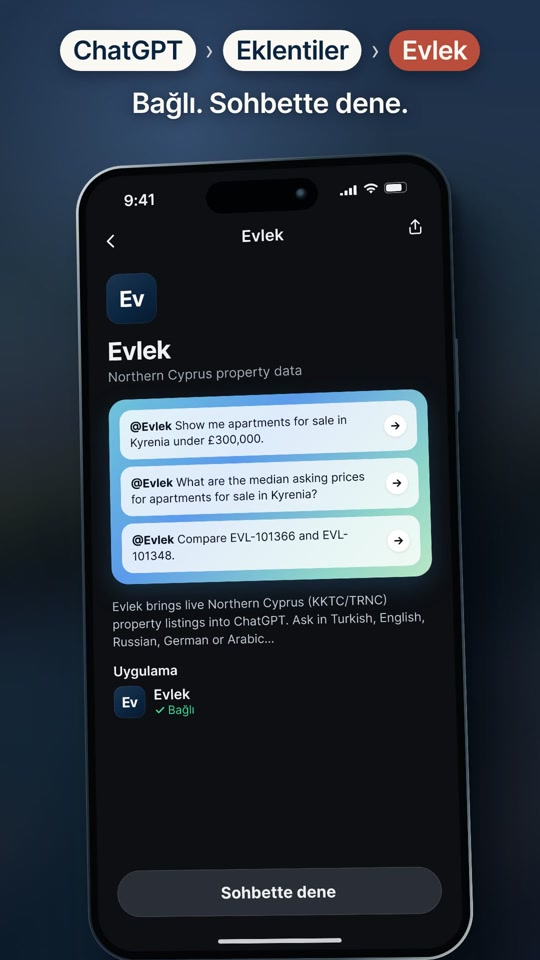 ChatGPT › Eklentiler › Evlek
Bağlı. Sohbette dene.
9:41
Evlek
Ev
Evlek
Northern Cyprus property data
@Evlek Show me apartments for sale in
Kyrenia under £300,000.
@Evlek What are the median asking prices
for apartments for sale in Kyrenia?
@Evlek Compare EVL-101366 and EVL-
101348.
Evlek brings live Northern Cyprus (KKTC/TRNC)
property listings into ChatGPT. Ask in Turkish, English,
Russian, German or Arabic...
Uygulama
Ev
Evlek
✓ Bağlı
Sohbette dene